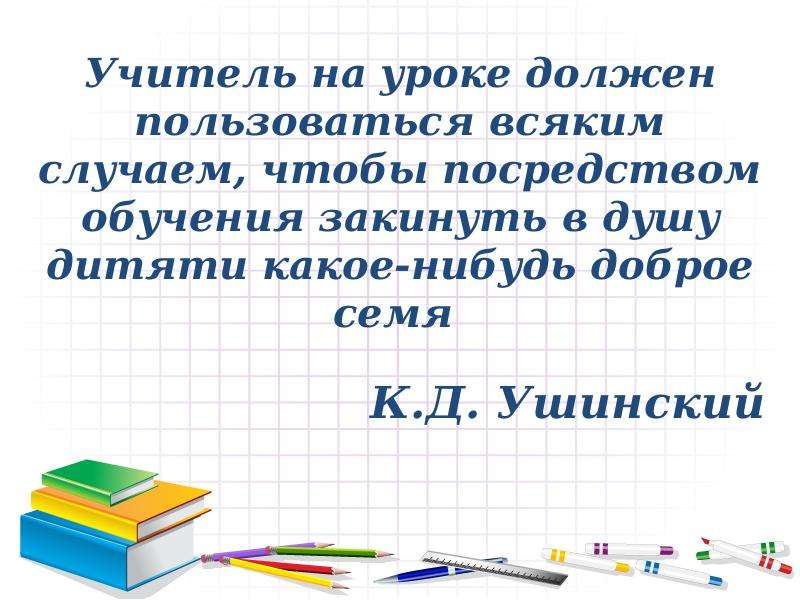 Учитель на уроке должен
пользоваться всяким
случаем, чтобы посредством
обучения закинуть в душу
дитяти какое-нибудь доброе
семя
К.Д. Ушинский